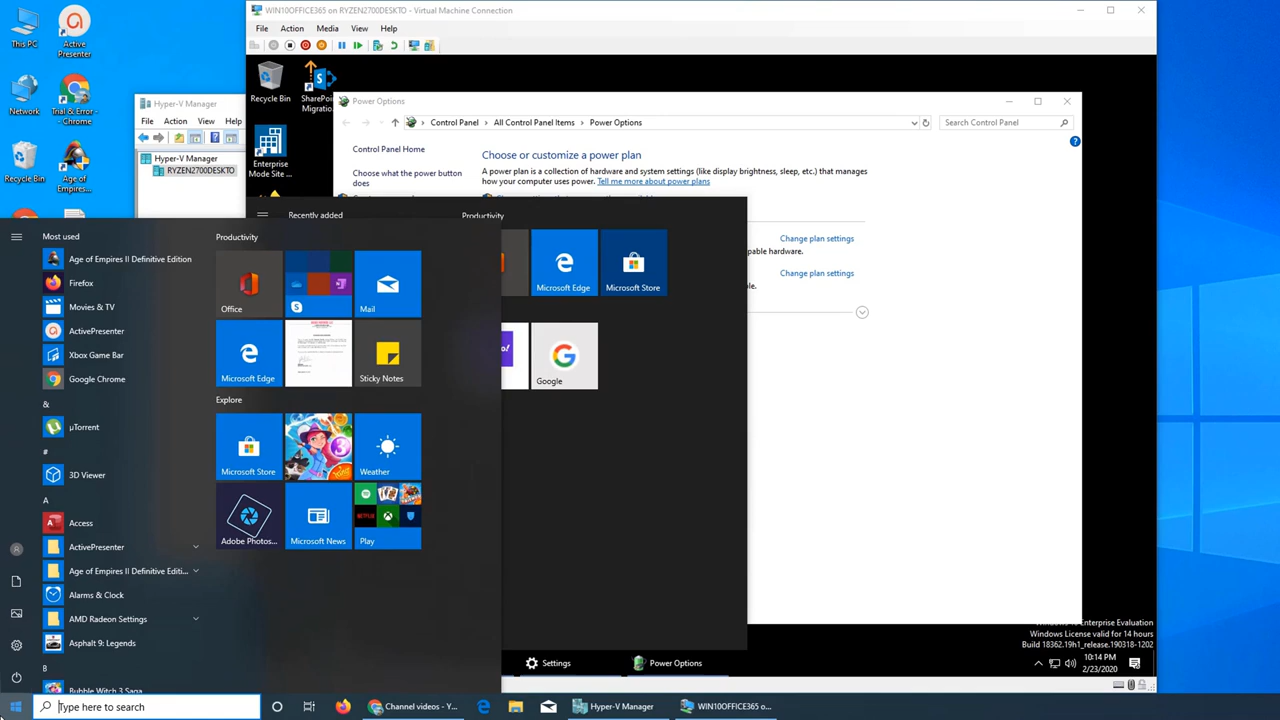 WIN10OFFICE365 on RYZEN2700DESKTO - Virtual Machine Connection
File Action Media View Help
This PC
Active
Presenter
Network
Trial & Error -
- Chrome
Recycle Bin
Age of
Empires...
Hyper-V Manager
File Action View Help
Hyper-V Manager
RYZEN2700DESKTO
Recycle Bin
SharePoi
Migratio..
Enterprise
Mode Site ...
Power Options
Control Panel > All Control Panel Items > Power Options
Search Control Panel
Control Panel Home
Choose what the power button
does
Choose or customize a power plan
A power plan is a collection of hardware and system settings (like display brightness, sleep, etc.) that manages
how your computer uses power. Tell me more about power plans
Change plan settings
pable hardware.
Change plan settings
le.
Recently added
Productivity
Microsoft Edge
Microsoft Store
Google
Most used
Age of Empires II Definitive Edition
Firefox
Movies & TV
ActivePresenter
Xbox Game Bar
Google Chrome
&
µTorrent
#
3D Viewer
A
Access
ActivePresenter
Age of Empires II Definitive Editi...
Alarms & Clock
AMD Radeon Settings
Asphalt 9: Legends
B
Bubble Witch 3 Saga
Productivity
Office
Mail
Microsoft Edge
Sticky Notes
Explore
Microsoft Store
Weather
Adobe Photos...
Microsoft News
Play
Enterprise Evaluation
Windows License valid for 14 hours
Build 18362.19h1_release.190318-1202
Settings
Power Options
10:14 PM
2/23/2020
Type here to search
Channel videos - Y...
Hyper-V Manager
WIN10OFFICE365 o...